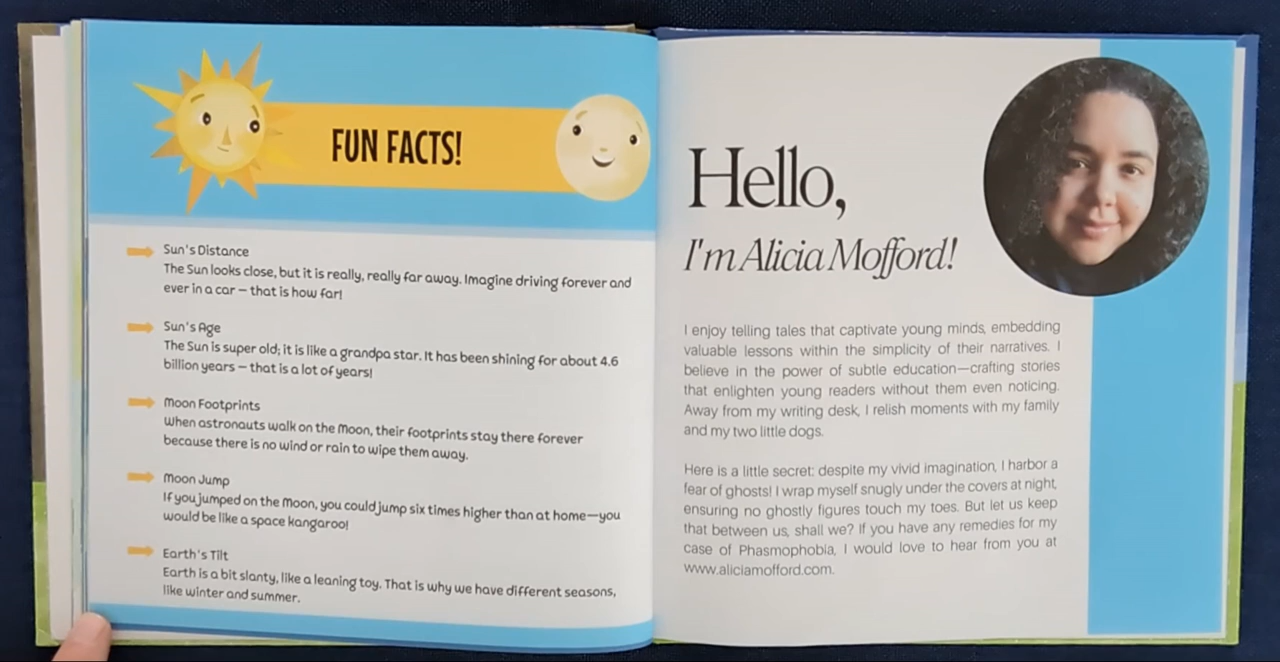 FUN FACTS!
Sun's Distance
The Sun looks close, but it is really, really far away. Imagine driving forever and
ever in a car – that is how far!
Sun's Age
The Sun is super old; it is like a grandpa star. It has been shining for about 4.6
billion years – that is a lot of years!
Moon Footprints
When astronauts walk on the Moon, their footprints stay there forever
because there is no wind or rain to wipe them away.
Moon Jump
If you jumped on the Moon, you could jump six times higher than at home—you
would be like a space kangaroo!
Earth's Tilt
Earth is a bit slanty, like a leaning toy. That is why we have different seasons,
like winter and summer.
Hello,
I'm Alicia Mofford!
I enjoy telling tales that captivate young minds, embedding
valuable lessons within the simplicity of their narratives. I
believe in the power of subtle education—crafting stories
that enlighten young readers without them even noticing.
Away from my writing desk, I relish moments with my family
and my two little dogs.
Here is a little secret: despite my vivid imagination, I harbor a
fear of ghosts! I wrap myself snugly under the covers at night,
ensuring no ghostly figures touch my toes. But let us keep
that between us, shall we? If you have any remedies for my
case of Phasmophobia, I would love to hear from you at
www.aliciamofford.com.